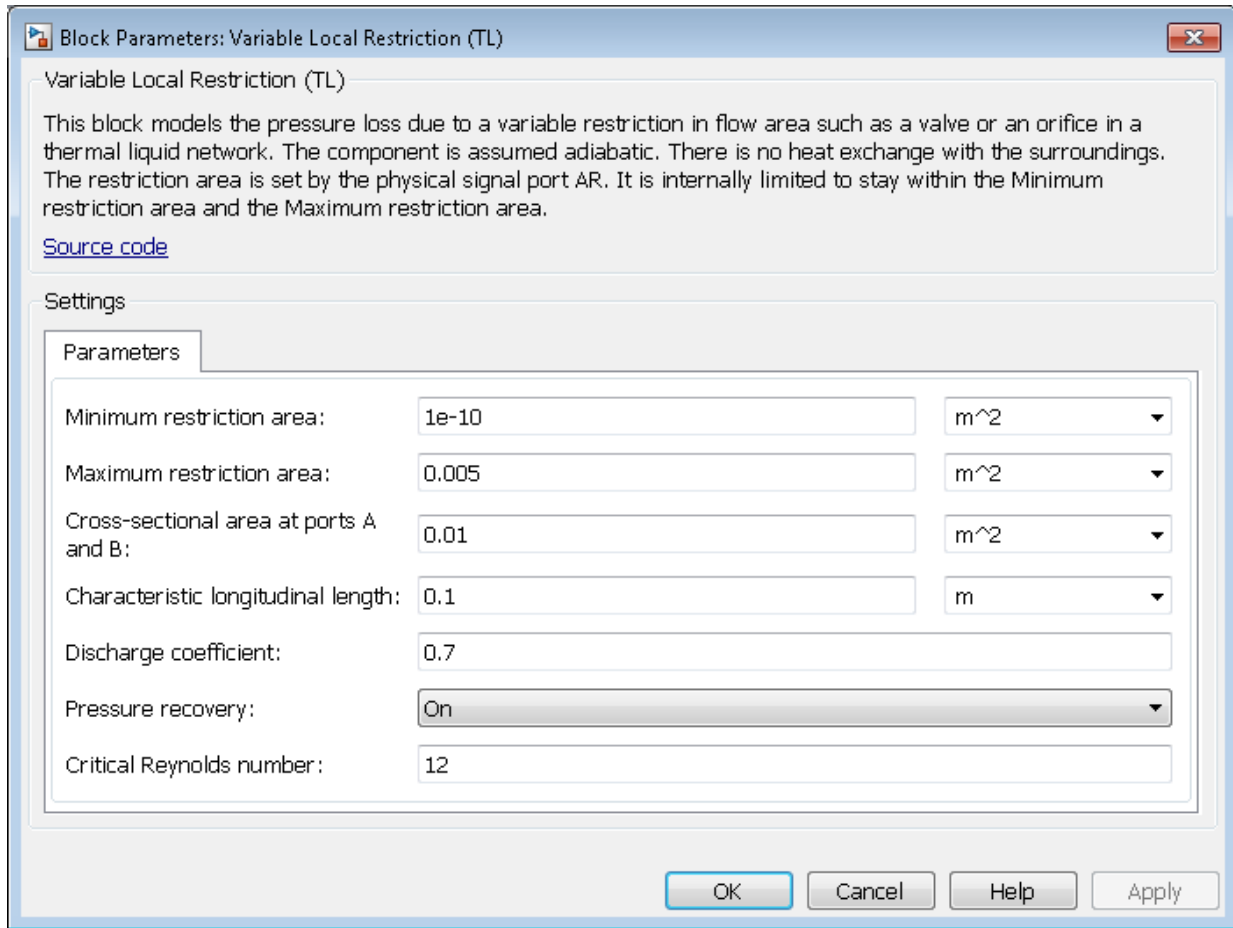 Block Parameters: Variable Local Restriction (TL)
Variable Local Restriction (TL)
This block models the pressure loss due to a variable restriction in flow area such as a valve or an orifice in a
thermal liquid network. The component is assumed adiabatic. There is no heat exchange with the surroundings.
The restriction area is set by the physical signal port AR. It is internally limited to stay within the Minimum
restriction area and the Maximum restriction area.
Source code
Settings
Parameters
Minimum restriction area: 1e-10 m^2
Maximum restriction area: 0.005 m^2
Cross-sectional area at ports A
and B: 0.01 m^2
Characteristic longitudinal length: 0.1 m
Discharge coefficient: 0.7
Pressure recovery: On
Critical Reynolds number: 12
OK Cancel Help Apply